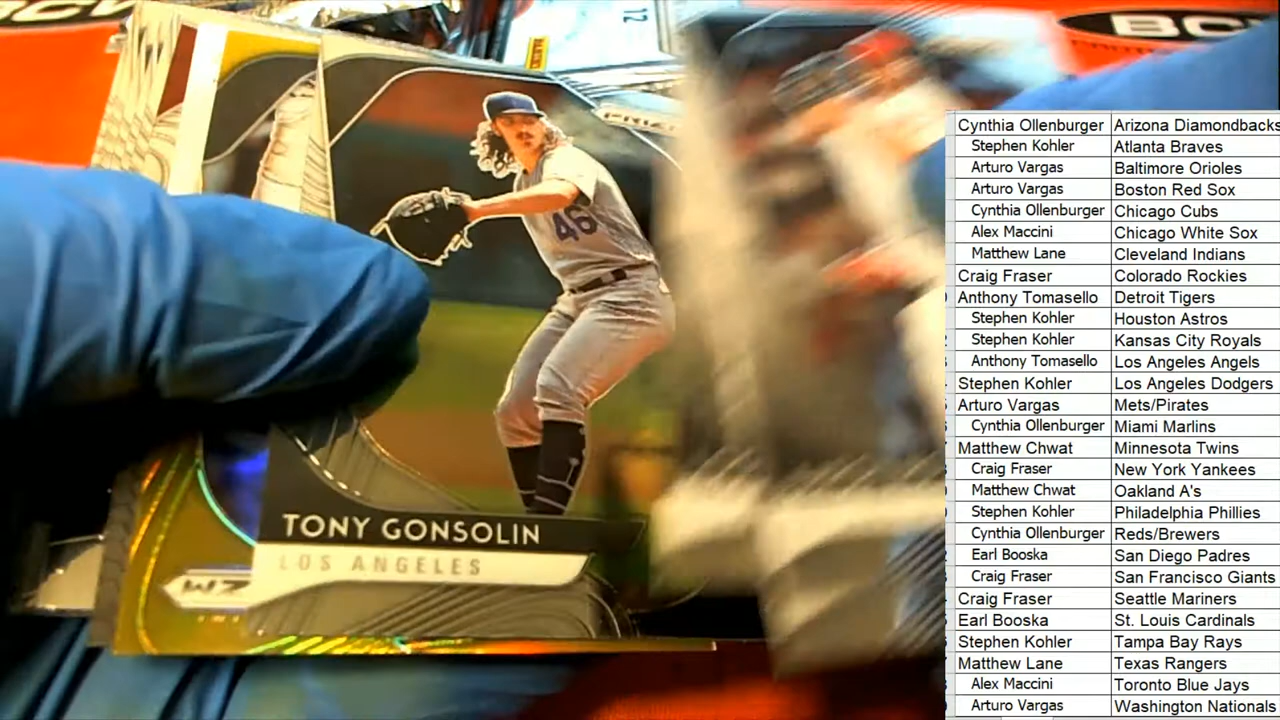 BCW
12
PANINI
PRIZM
46
TONY GONSOLIN
LOS ANGELES
Cynthia Ollenburger Arizona Diamondbacks
Stephen Kohler Atlanta Braves
Arturo Vargas Baltimore Orioles
Arturo Vargas Boston Red Sox
Cynthia Ollenburger Chicago Cubs
Alex Maccini Chicago White Sox
Matthew Lane Cleveland Indians
Craig Fraser Colorado Rockies
Anthony Tomasello Detroit Tigers
Stephen Kohler Houston Astros
Stephen Kohler Kansas City Royals
Anthony Tomasello Los Angeles Angels
Stephen Kohler Los Angeles Dodgers
Arturo Vargas Mets/Pirates
Cynthia Ollenburger Miami Marlins
Matthew Chwat Minnesota Twins
Craig Fraser New York Yankees
Matthew Chwat Oakland A's
Stephen Kohler Philadelphia Phillies
Cynthia Ollenburger Reds/Brewers
Earl Booska San Diego Padres
Craig Fraser San Francisco Giants
Craig Fraser Seattle Mariners
Earl Booska St. Louis Cardinals
Stephen Kohler Tampa Bay Rays
Matthew Lane Texas Rangers
Alex Maccini Toronto Blue Jays
Arturo Vargas Washington Nationals